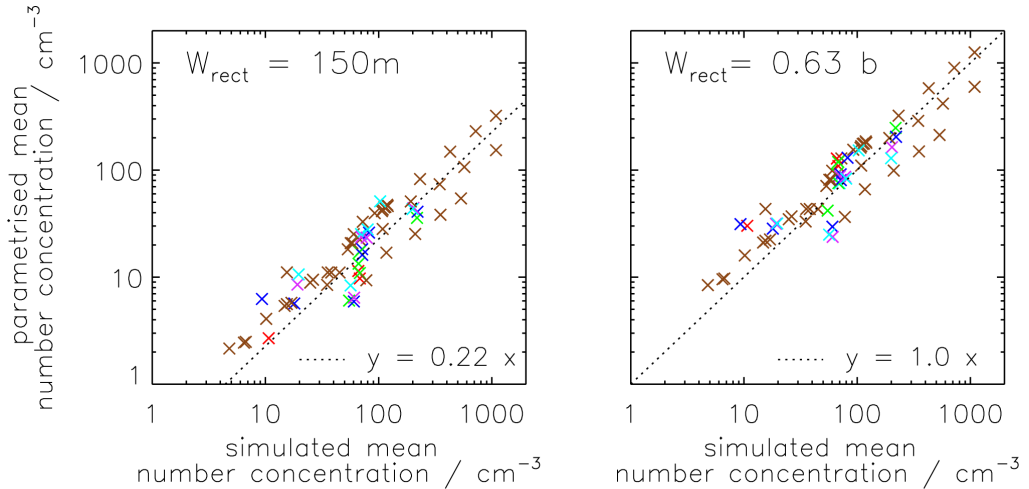 parametrised mean
number concentration / cm⁻³
1000
100
10
1
W_rect = 150m
y = 0.22 x
1 10 100 1000
simulated mean
number concentration / cm⁻³
1000
100
10
1
W_rect= 0.63 b
y = 1.0 x
1 10 100 1000
simulated mean
number concentration / cm⁻³